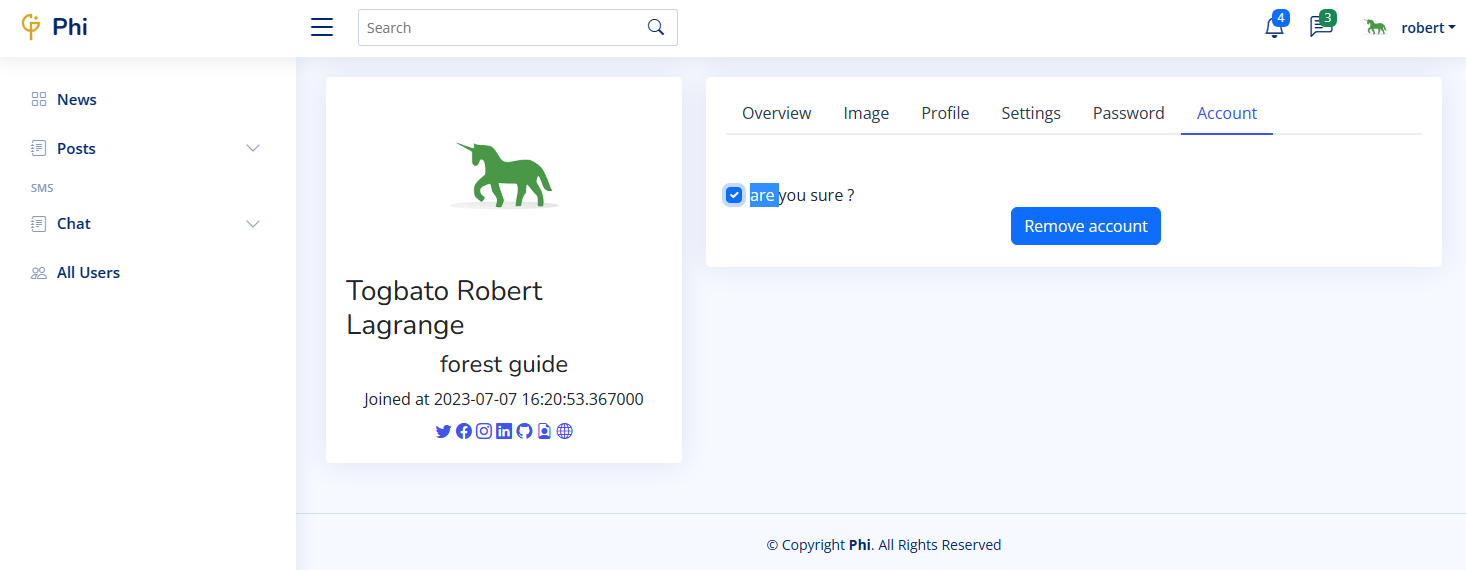 Phi
Search
4
3
robert
News
Posts
SMS
Chat
All Users
Togbato Robert
Lagrange
forest guide
Joined at 2023-07-07 16:20:53.367000
Overview Image Profile Settings Password Account
are you sure ?
Remove account
© Copyright Phi. All Rights Reserved